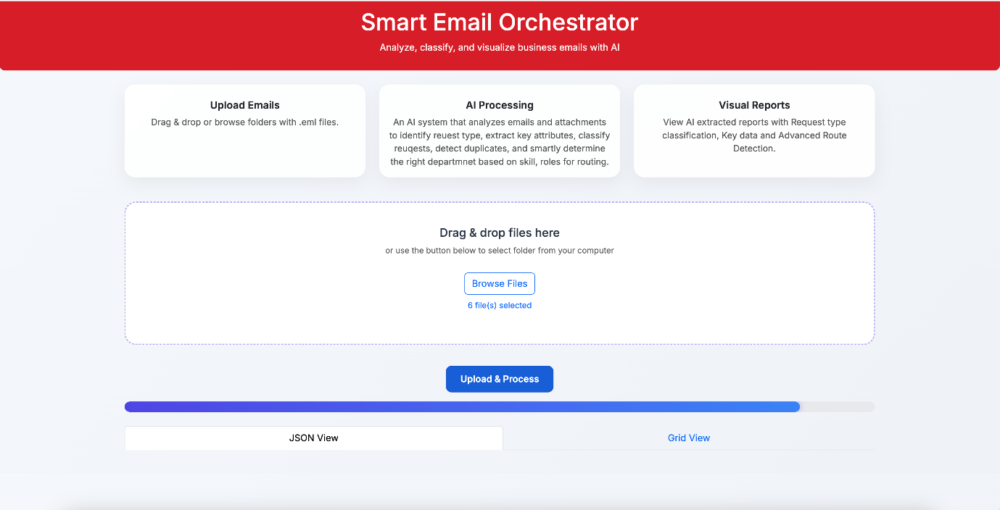 Smart Email Orchestrator
Analyze, classify, and visualize business emails with AI
Upload Emails
Drag & drop or browse folders with .eml files.
AI Processing
An AI system that analyzes emails and attachments
to identify reuest type, extract key attributes, classify
reuqests, detect duplicates, and smartly determine
the right departmnet based on skill, roles for routing.
Visual Reports
View AI extracted reports with Request type
classification, Key data and Advanced Route
Detection.
Drag & drop files here
or use the button below to select folder from your computer
Browse Files
6 file(s) selected
Upload & Process
JSON View
Grid View